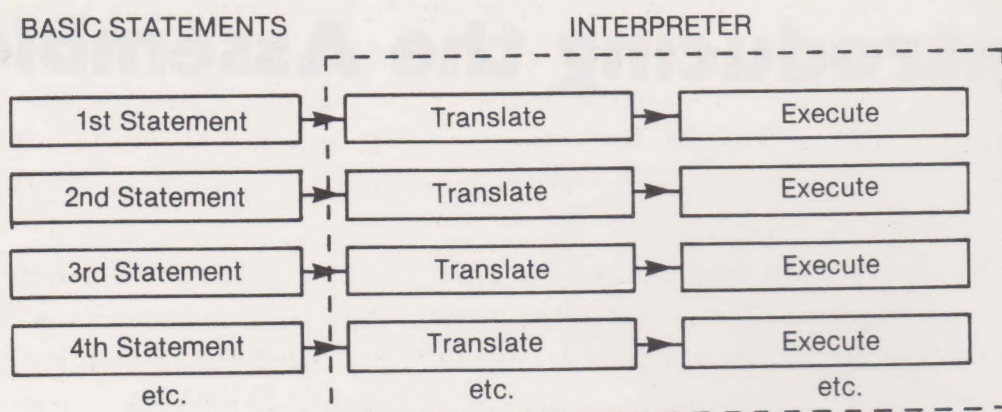 BASIC STATEMENTS INTERPRETER
1st Statement Translate Execute
2nd Statement Translate Execute
3rd Statement Translate Execute
4th Statement Translate Execute
etc. etc. etc.